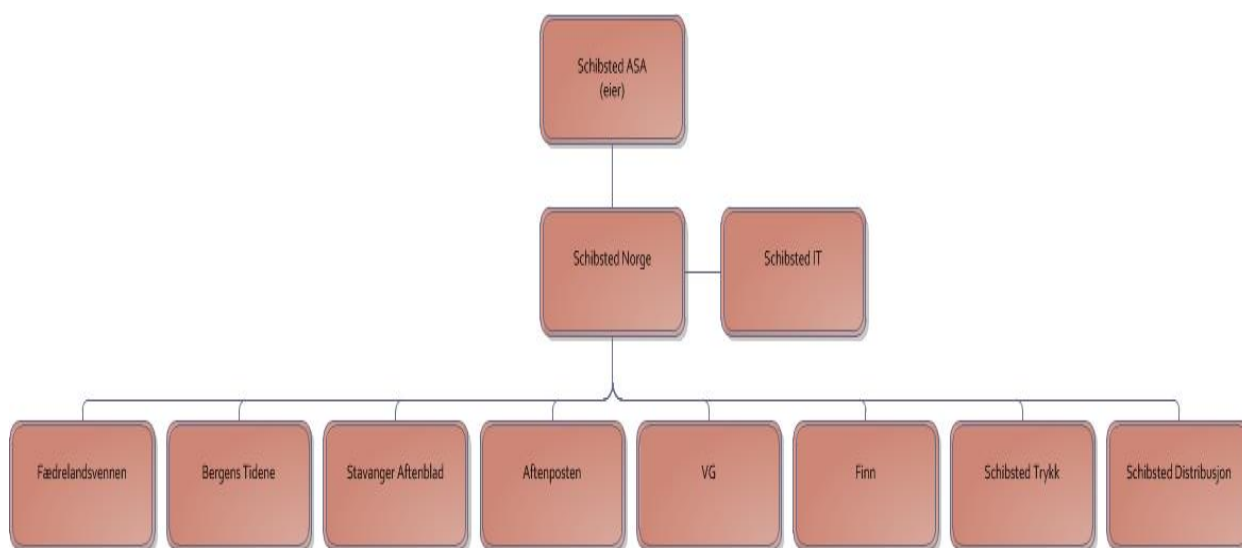 Schibsted ASA
(eier)
Schibsted Norge
Schibsted IT
Fædrelandsvennen
Bergens Tidene
Stavanger Aftenblad
Aftenposten
VG
Finn
Schibsted Trykk
Schibsted Distribusjon